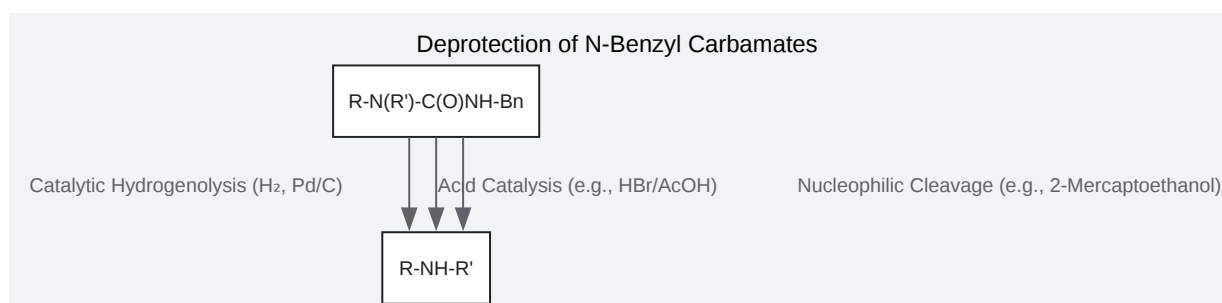 Deprotection of N-Benzyl Carbamates
R-N(R')-C(O)NH-Bn
Catalytic Hydrogenolysis (H₂, Pd/C)
Acid Catalysis (e.g., HBr/AcOH)
Nucleophilic Cleavage (e.g., 2-Mercaptoethanol)
R-NH-R'